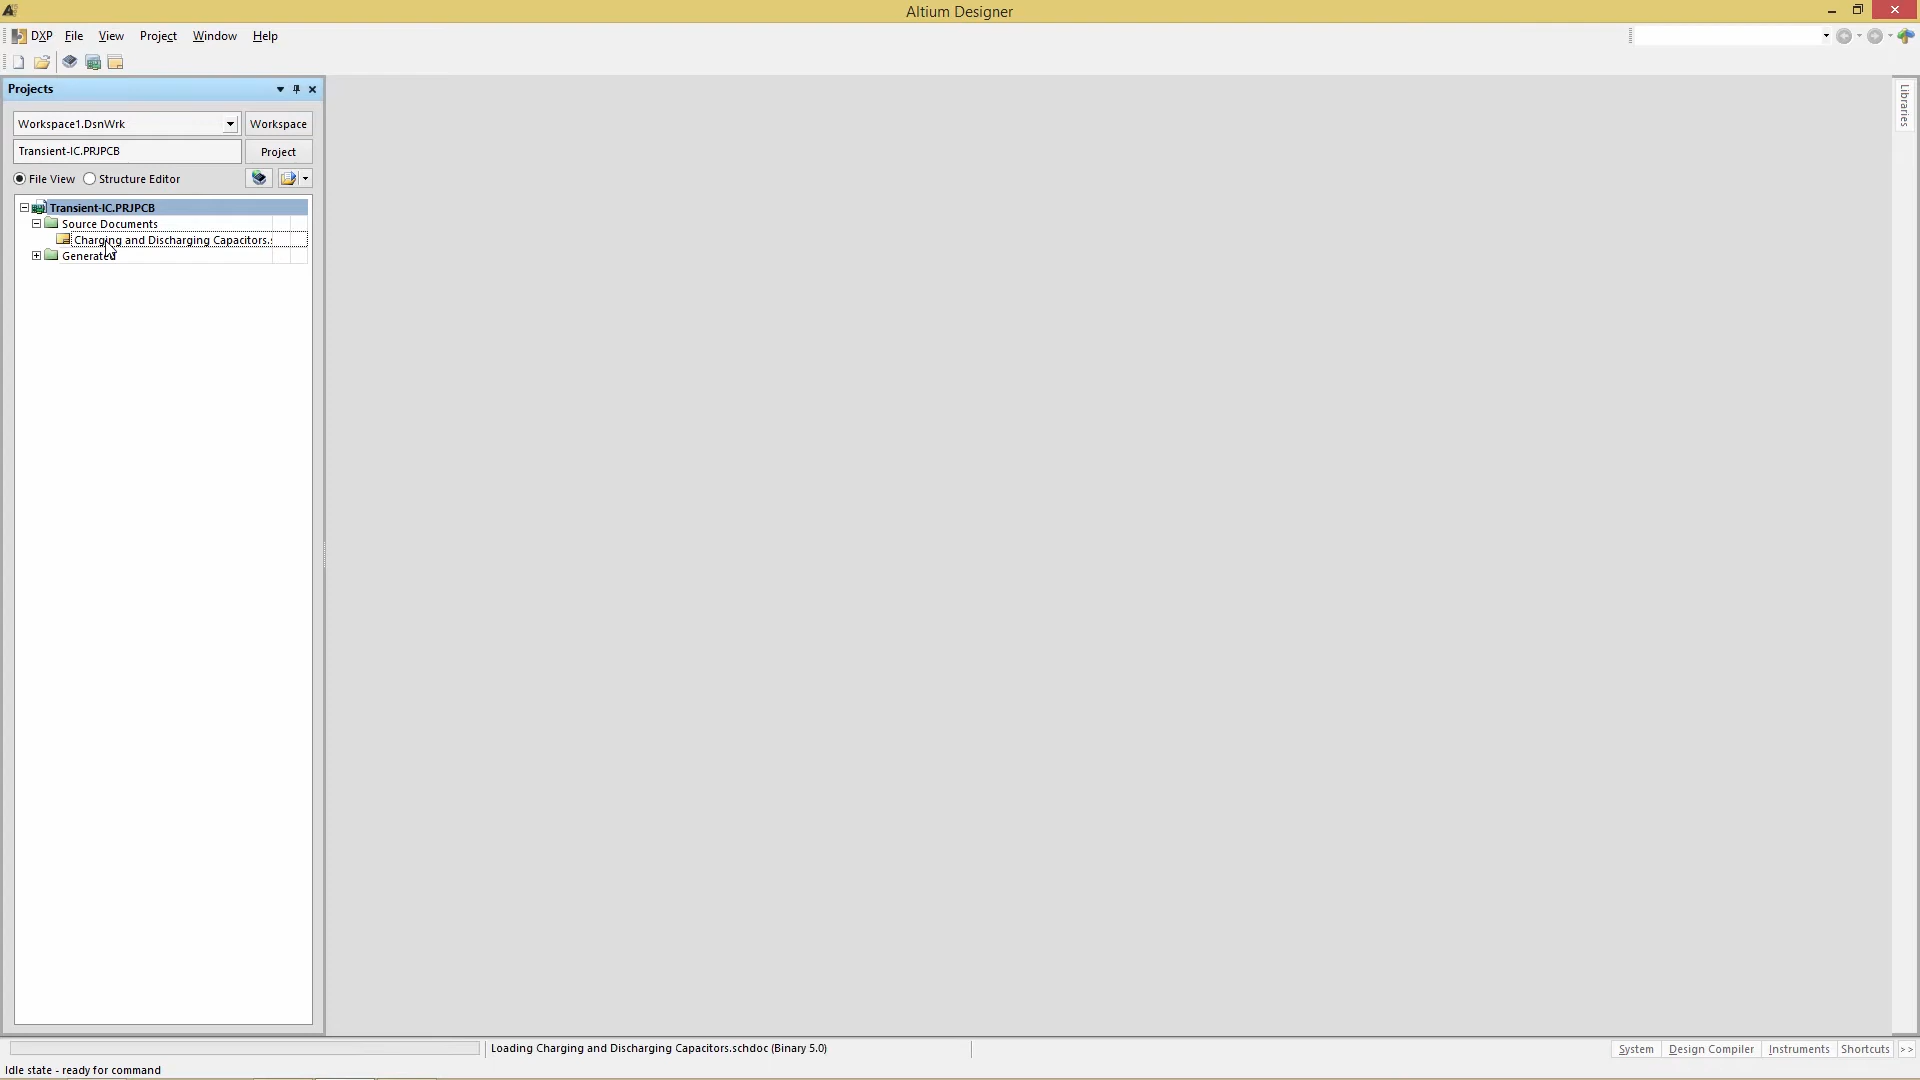 Altium Designer
DXP File View Project Window Help
Projects
Workspace1.DsnWrk Workspace
Transient-IC.PRJPCB Project
File View Structure Editor
Transient-IC.PRJPCB
Source Documents
Charging and Discharging Capacitors.s
Generated
Libraries
Loading Charging and Discharging Capacitors.schdoc (Binary 5.0)
System Design Compiler Instruments Shortcuts >>
Idle state - ready for command